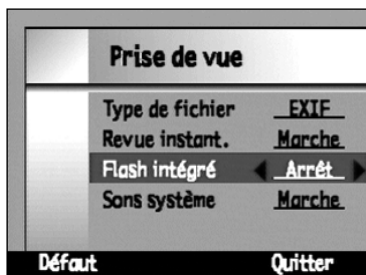 Prise de vue
Type de fichier EXIF
Revue instant. Marche
Flash intégré Arrêt
Sons système Marche
Défaut Quitter